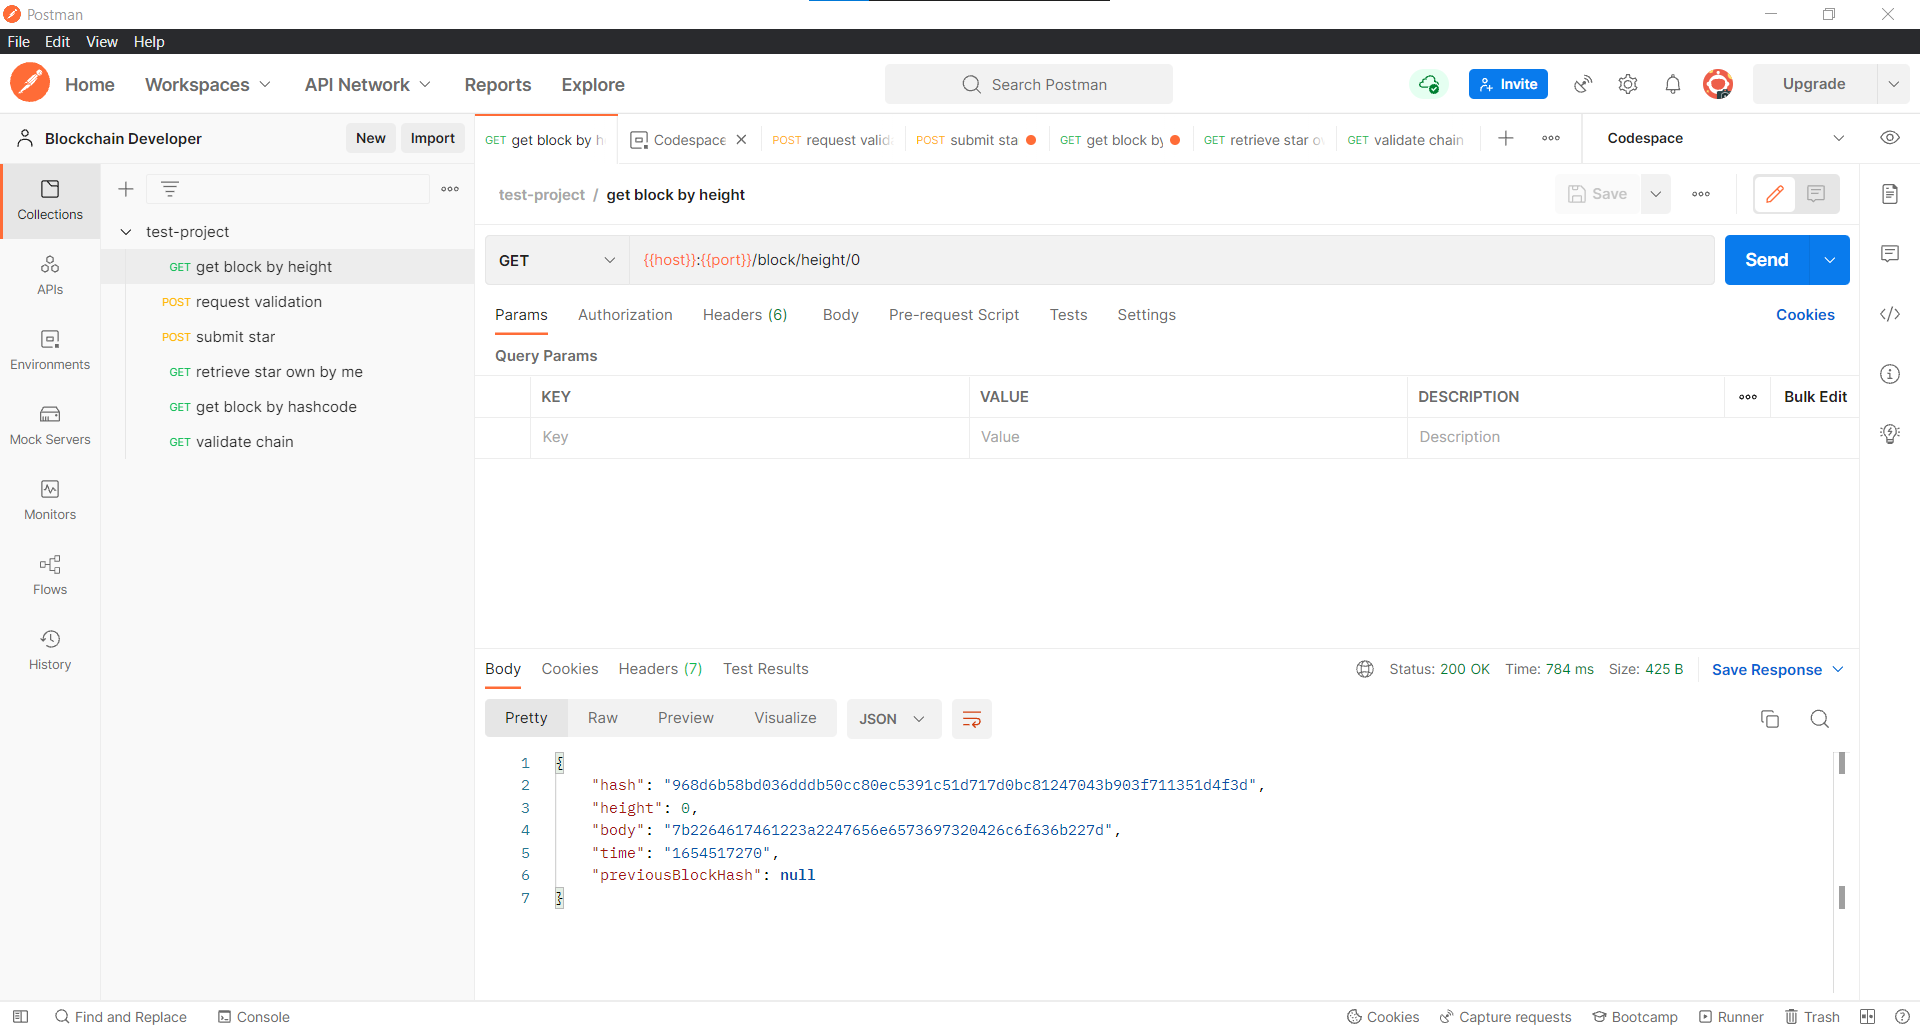 Postman
File Edit View Help
Home Workspaces API Network Reports Explore Search Postman Invite Upgrade
Blockchain Developer New Import
GET get block by h Codespace POST request valid POST submit sta GET get block by GET retrieve star o GET validate chain Codespace
Collections
APIs
Environments
Mock Servers
Monitors
Flows
History
test-project
GET get block by height
POST request validation
POST submit star
GET retrieve star own by me
GET get block by hashcode
GET validate chain
test-project / get block by height Save
GET {{host}}:{{port}}/block/height/0 Send
Params Authorization Headers (6) Body Pre-request Script Tests Settings Cookies
Query Params
KEY VALUE DESCRIPTION Bulk Edit
Key Value Description
Body Cookies Headers (7) Test Results Status: 200 OK Time: 784 ms Size: 425 B Save Response
Pretty Raw Preview Visualize JSON
1 {
2 "hash": "968d6b58bd036dddb50cc80ec5391c51d717d0bc81247043b903f711351d4f3d",
3 "height": 0,
4 "body": "7b2264617461223a2247656e6573697320426c6f636b227d",
5 "time": "1654517270",
6 "previousBlockHash": null
7 }
Find and Replace Console Cookies Capture requests Bootcamp Runner Trash